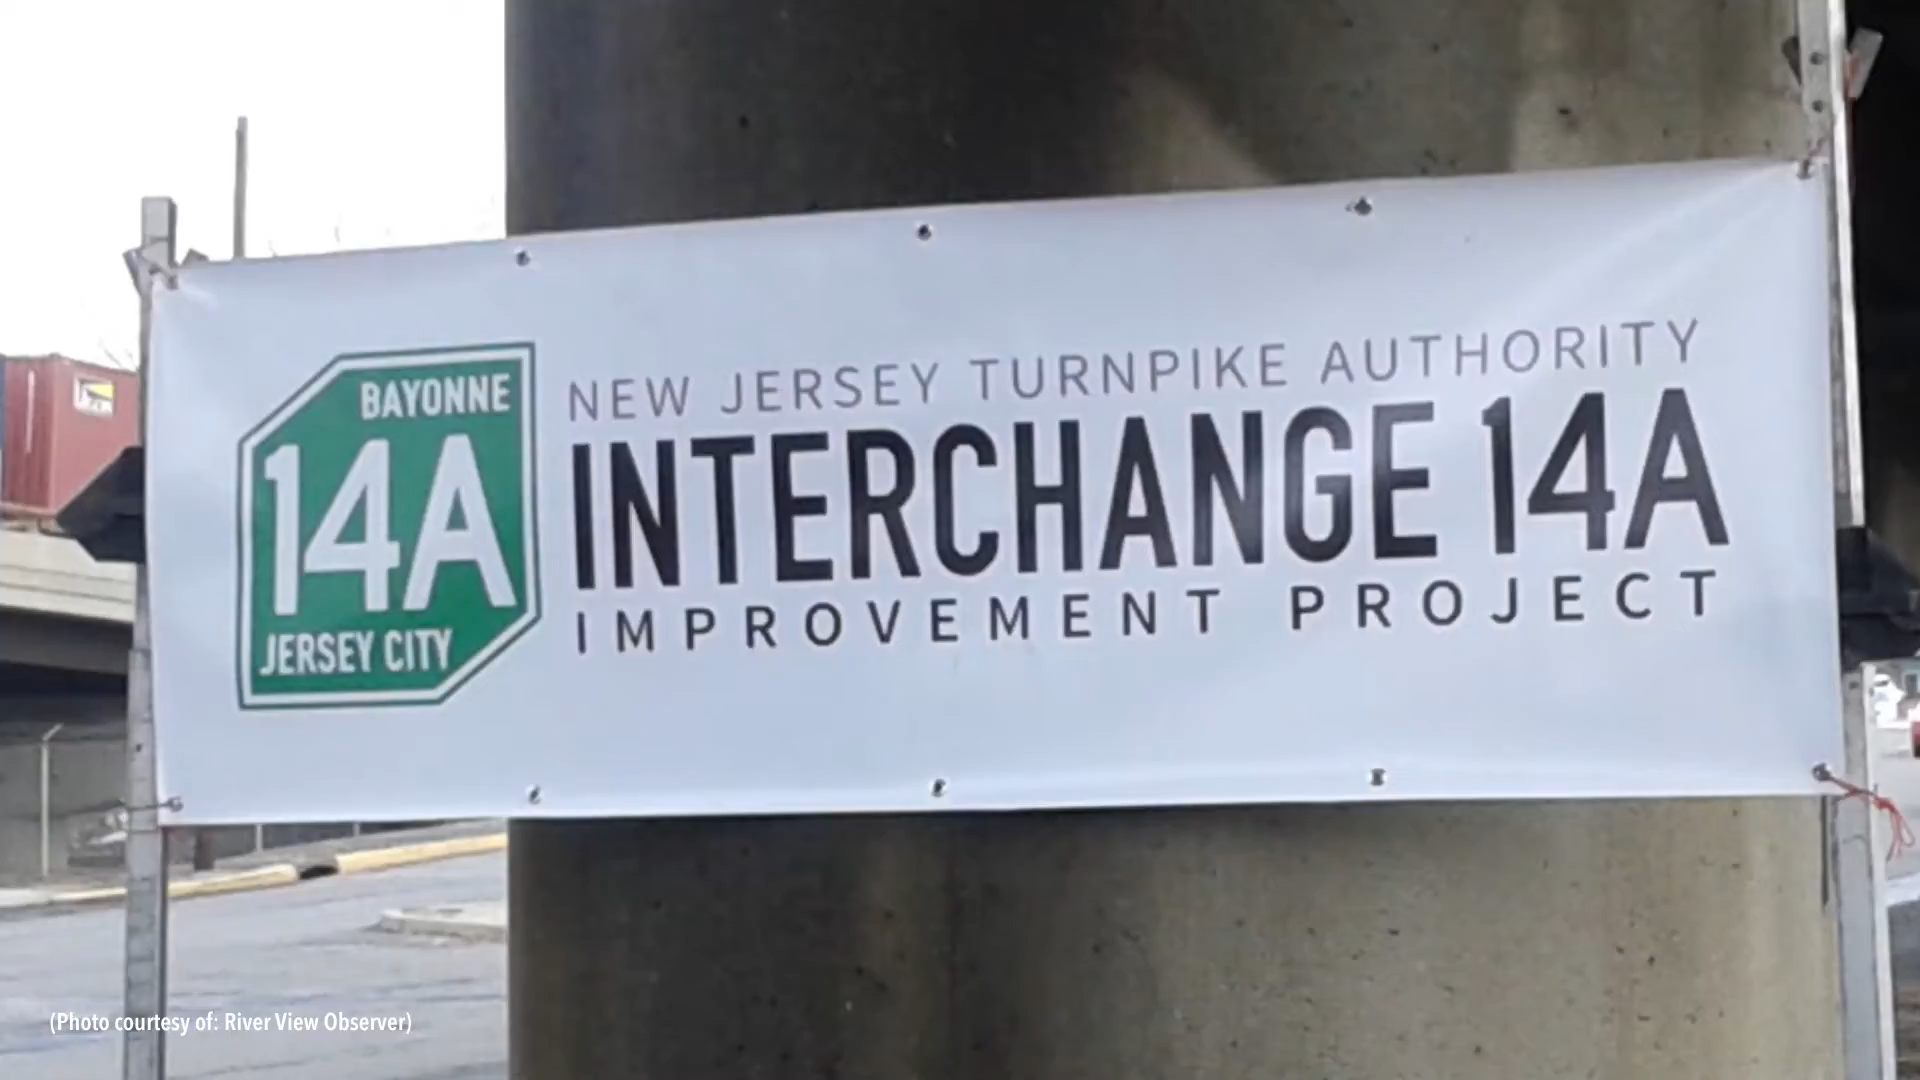 BAYONNE
14A
JERSEY CITY
NEW JERSEY TURNPIKE AUTHORITY
INTERCHANGE 14A
IMPROVEMENT PROJECT
(Photo courtesy of: River View Observer)